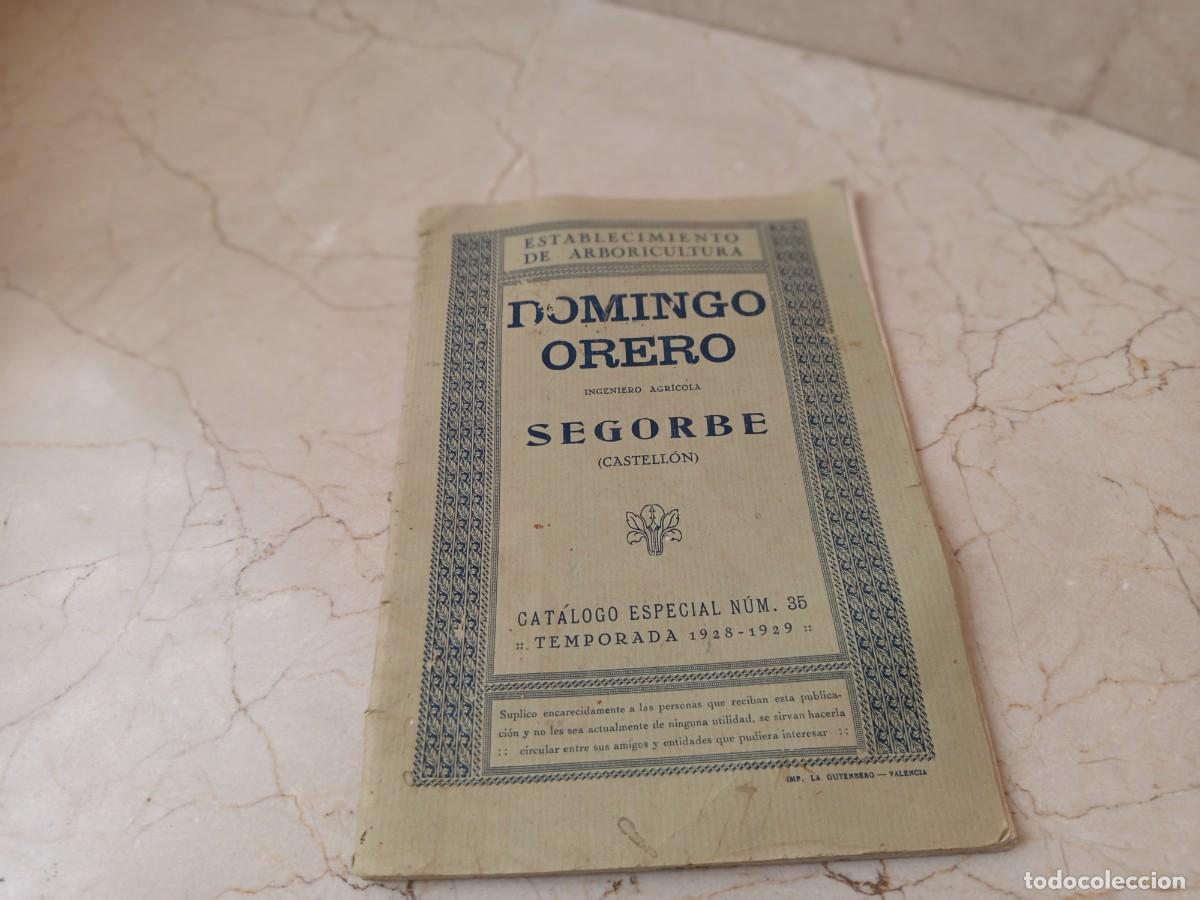 ESTABLECIMIENTO
DE ARBORICULTURA
DOMINGO
ORERO
INGENIERO AGRÍCOLA
SEGORBE
(CASTELLÓN)
CATÁLOGO ESPECIAL NÚM. 35
:: TEMPORADA 1928-1929 ::
Suplico encarecidamente a las personas que reciban esta publica-
ción y no les sea actualmente de ninguna utilidad, se sirvan hacerla
:: circular entre sus amigos y entidades que pudiera interesar ::
IMP. LA GUTENBERG — VALENCIA
todocoleccion